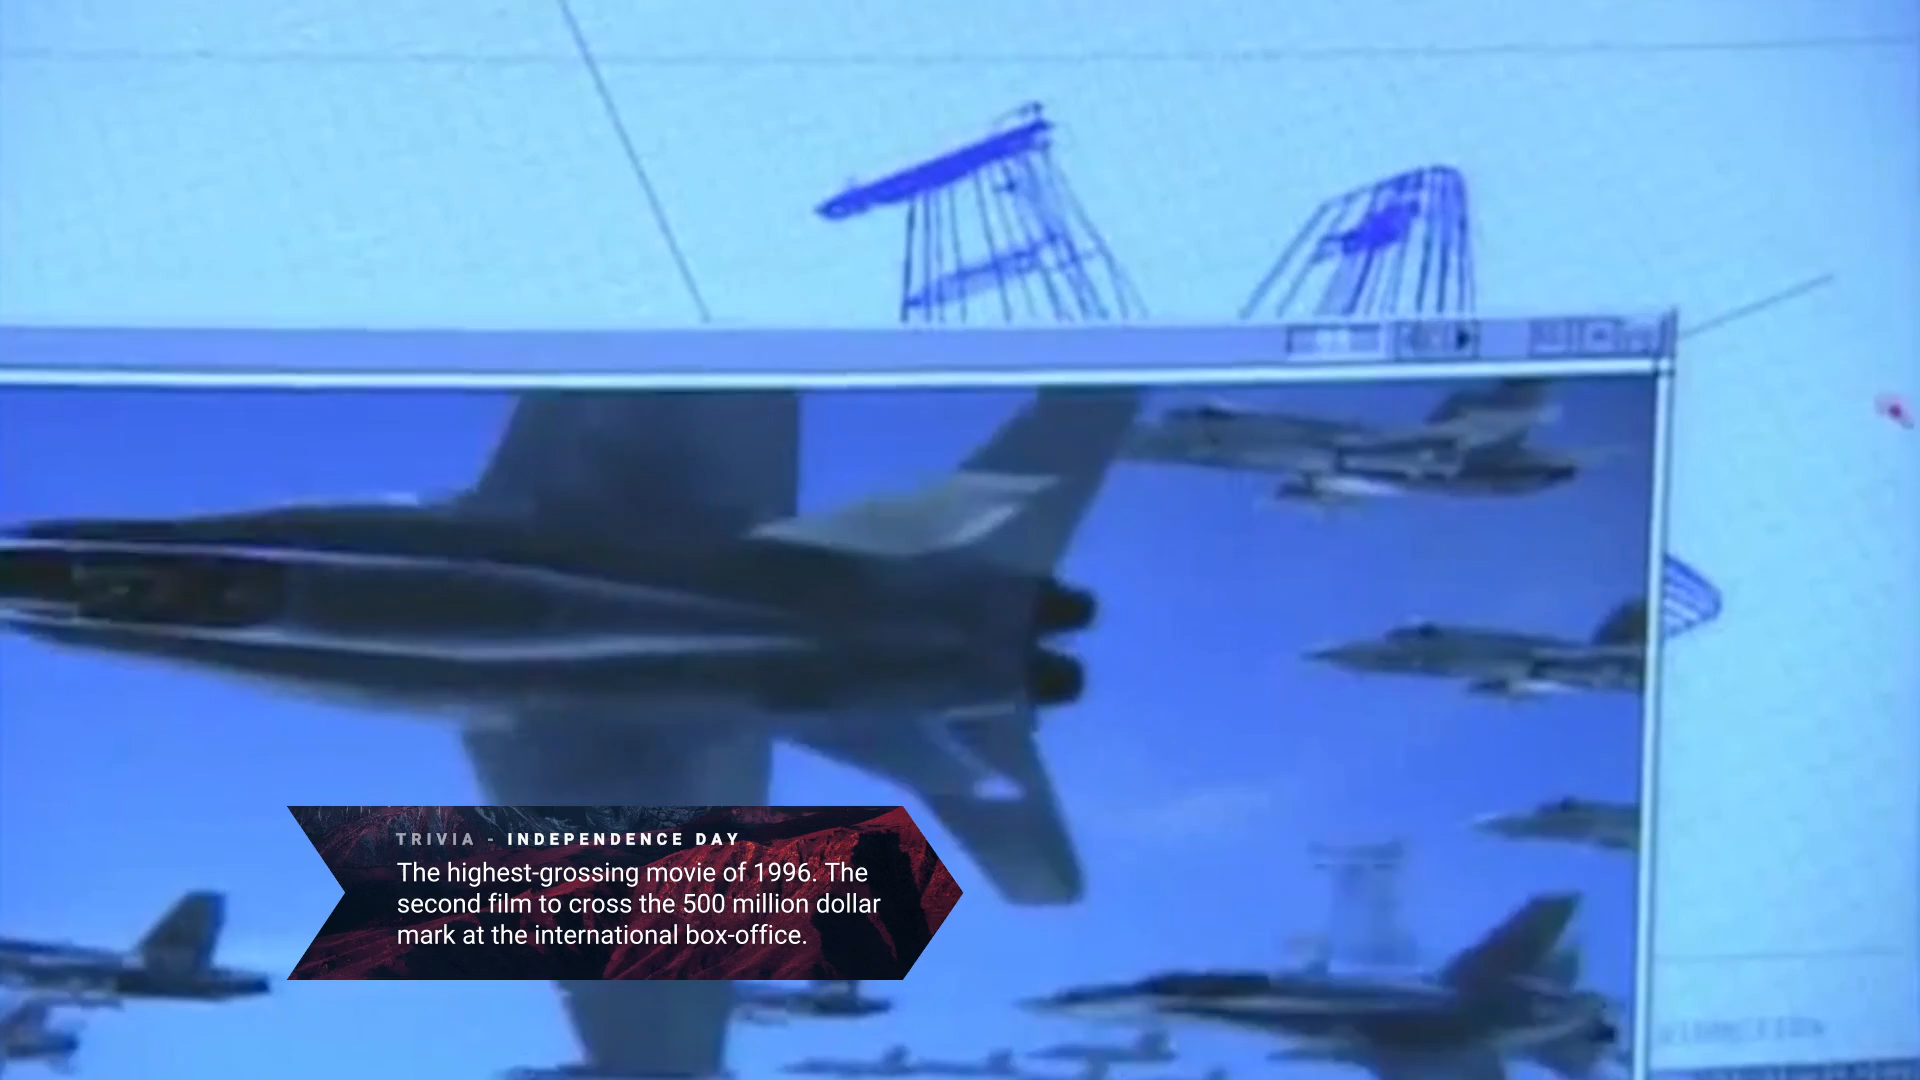 TRIVIA - INDEPENDENCE DAY
The highest-grossing movie of 1996. The
second film to cross the 500 million dollar
mark at the international box-office.